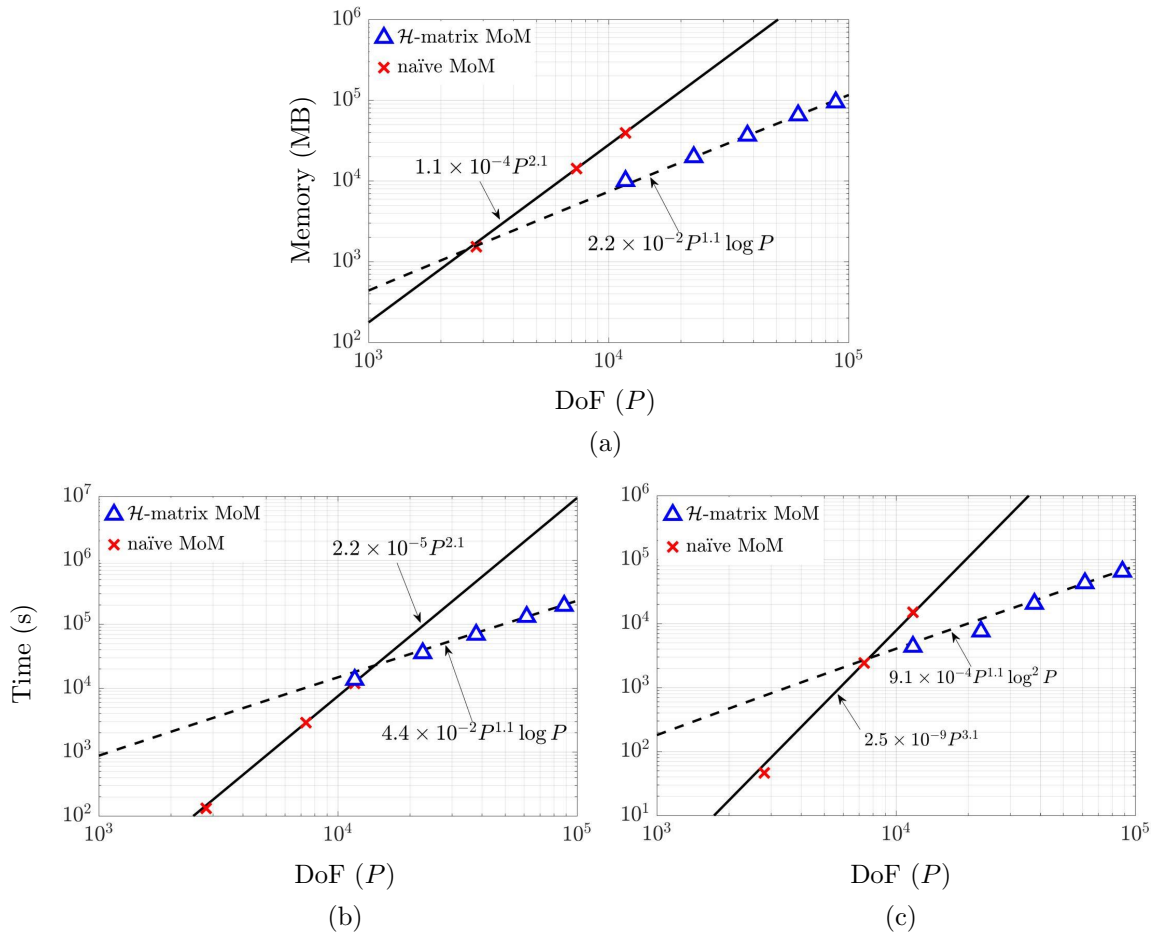 10^6
10^5
10^4
10^3
10^2
Memory (MB)
ℋ-matrix MoM
naïve MoM
1.1 × 10^{-4}P^{2.1}
2.2 × 10^{-2}P^{1.1} log P
10^3 10^4 10^5
DoF (P)
(a)
10^7
10^6
10^5
10^4
10^3
10^2
Time (s)
ℋ-matrix MoM
naïve MoM
2.2 × 10^{-5}P^{2.1}
4.4 × 10^{-2}P^{1.1} log P
10^3 10^4 10^5
DoF (P)
(b)
10^6
10^5
10^4
10^3
10^2
10^1
ℋ-matrix MoM
naïve MoM
9.1 × 10^{-4}P^{1.1} log^2 P
2.5 × 10^{-9}P^{3.1}
10^3 10^4 10^5
DoF (P)
(c)